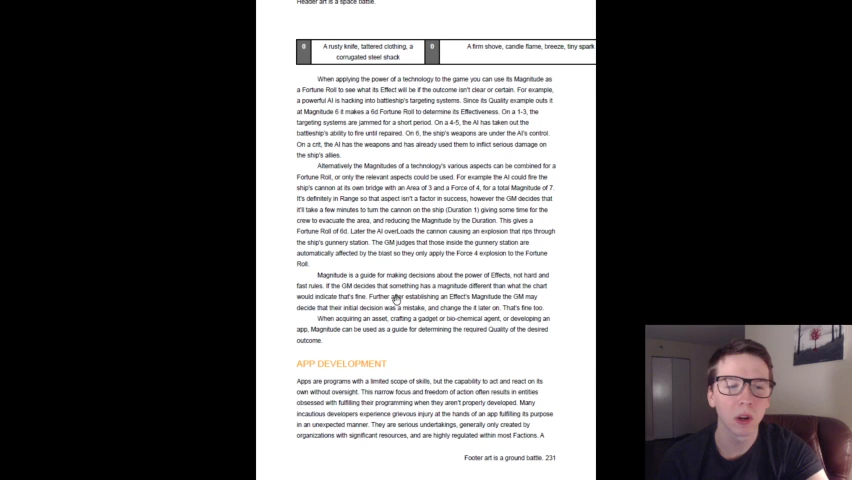 Header art is a space battle.
0 A rusty knife, tattered clothing, a 0 A firm shove, candle flame, breeze, tiny spark
corrugated steel shack
When applying the power of a technology to the game you can use its Magnitude as
a Fortune Roll to see what its Effect will be if the outcome isn't clear or certain. For example,
a powerful AI is hacking into battleship's targeting systems. Since its Quality example outs it
at Magnitude 6 it makes a 6d Fortune Roll to determine its Effectiveness. On a 1-3, the
targeting systems are jammed for a short period. On a 4-5, the AI has taken out the
battleship's ability to fire until repaired. On 6, the ship's weapons are under the AI's control.
On a crit, the AI has the weapons and has already used them to inflict serious damage on
the ship's allies.
Alternatively the Magnitudes of a technology's various aspects can be combined for a
Fortune Roll, or only the relevant aspects could be used. For example the AI could fire the
ship's cannon at its own bridge with an Area of 3 and a Force of 4, for a total Magnitude of 7.
It's definitely in Range so that aspect isn't a factor in success, however the GM decides that
it'll take a few minutes to turn the cannon on the ship (Duration 1) giving some time for the
crew to evacuate the area, and reducing the Magnitude by the Duration. This gives a
Fortune Roll of 6d. Later the AI overLoads the cannon causing an explosion that rips through
the ship's gunnery station. The GM judges that those inside the gunnery station are
automatically affected by the blast so they only apply the Force 4 explosion to the Fortune
Roll.
Magnitude is a guide for making decisions about the power of Effects, not hard and
fast rules. If the GM decides that something has a magnitude different than what the chart
would indicate that's fine. Further after establishing an Effect's Magnitude the GM may
decide that their initial decision was a mistake, and change the it later on. That's fine too.
When acquiring an asset, crafting a gadget or bio-chemical agent, or developing an
app, Magnitude can be used as a guide for determining the required Quality of the desired
outcome.
APP DEVELOPMENT
Apps are programs with a limited scope of skills, but the capability to act and react on its
own without oversight. This narrow focus and freedom of action often results in entities
obsessed with fulfilling their programming when they aren't properly developed. Many
incautious developers experience grievous injury at the hands of an app fulfilling its purpose
in an unexpected manner. They are serious undertakings, generally only created by
organizations with significant resources, and are highly regulated within most Factions. A
Footer art is a ground battle. 231